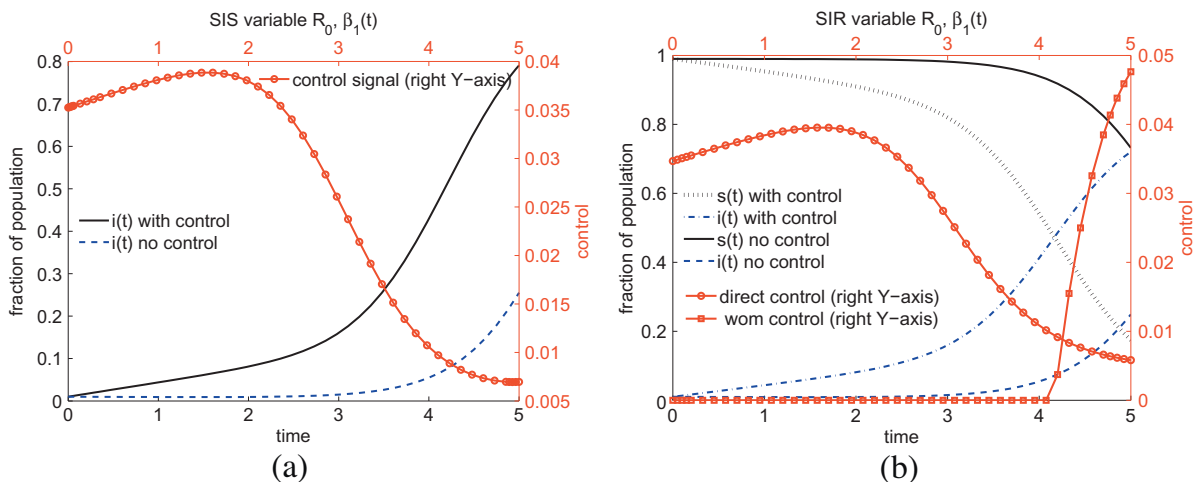 SIS variable R0, β1(t)
0 1 2 3 4 5
0.8
0.7
0.6
0.5
0.4
0.3
0.2
0.1
0
fraction of population
control signal (right Y-axis)
i(t) with control
i(t) no control
0.04
0.035
0.03
0.025
0.02
0.015
0.01
0.005
control
0 1 2 3 4 5
time
(a)
SIR variable R0, β1(t)
0 1 2 3 4 5
1
0.8
0.6
0.4
0.2
0
fraction of population
s(t) with control
i(t) with control
s(t) no control
i(t) no control
direct control (right Y-axis)
wom control (right Y-axis)
0.05
0.04
0.03
0.02
0.01
0
control
0 1 2 3 4 5
time
(b)